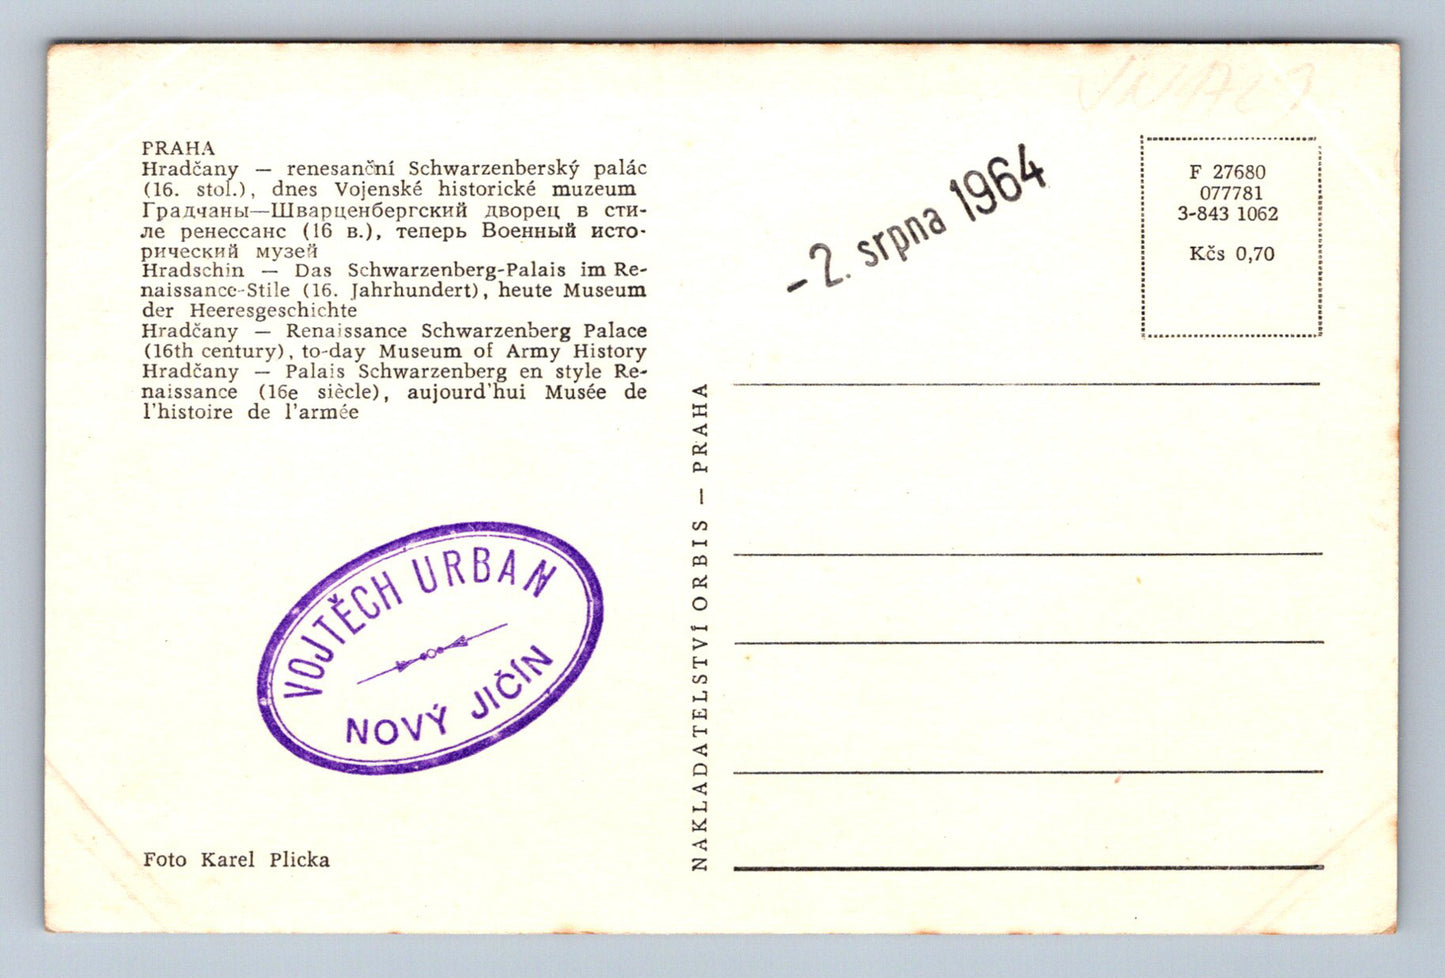 PRAHA
Hradčany — renesanční Schwarzenberský palác
(16. stol.), dnes Vojenské historické muzeum
Градчаны—Шварценбергский дворец в сти-
ле ренессанс (16 в.), теперь Военный исто-
рический музей
Hradschin — Das Schwarzenberg-Palais im Re-
naissance-Stile (16. Jahrhundert), heute Museum
der Heeresgeschichte
Hradčany — Renaissance Schwarzenberg Palace
(16th century), to-day Museum of Army History
Hradčany — Palais Schwarzenberg en style Re-
naissance (16e siècle), aujourd'hui Musée de
l'histoire de l'armée
VOJTĚCH URBAN
NOVÝ JIČÍN
Foto Karel Plicka
NAKLADATELSTVÍ ORBIS — PRAHA
-2. srpna 1964
F 27680
077781
3-843 1062
Kčs 0,70